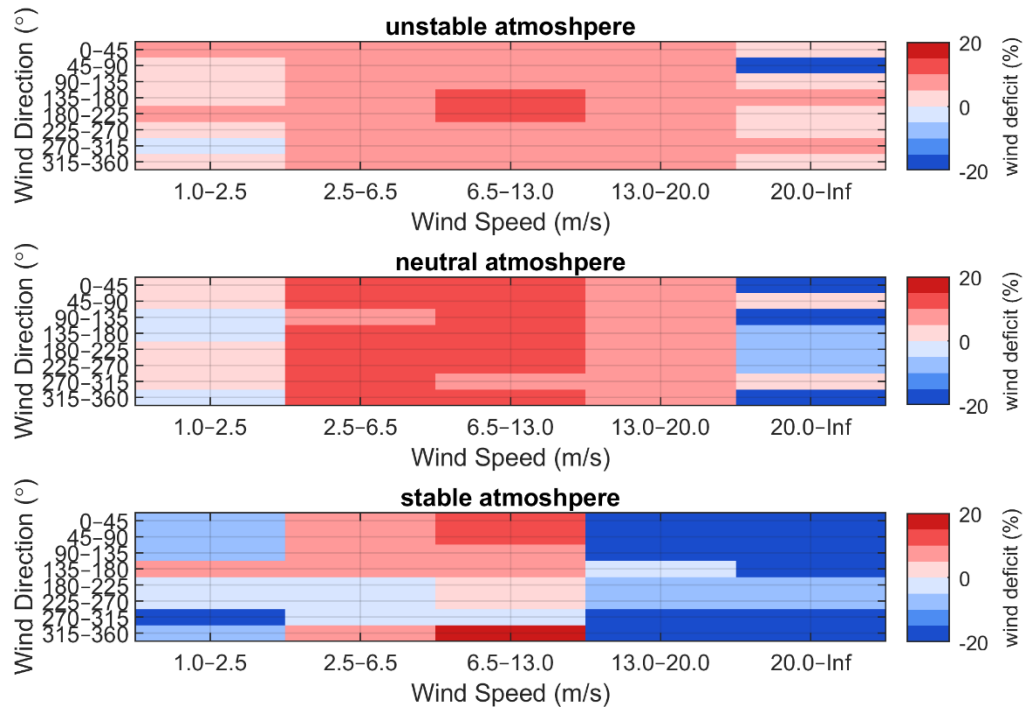 unstable atmoshpere
Wind Direction (°)
0−45
45−90
90−135
135−180
180−225
225−270
270−315
315−360
1.0−2.5 2.5−6.5 6.5−13.0 13.0−20.0 20.0−Inf
Wind Speed (m/s)
20
0
-20
wind deficit (%)
neutral atmoshpere
Wind Direction (°)
0−45
45−90
90−135
135−180
180−225
225−270
270−315
315−360
1.0−2.5 2.5−6.5 6.5−13.0 13.0−20.0 20.0−Inf
Wind Speed (m/s)
20
0
-20
wind deficit (%)
stable atmoshpere
Wind Direction (°)
0−45
45−90
90−135
135−180
180−225
225−270
270−315
315−360
1.0−2.5 2.5−6.5 6.5−13.0 13.0−20.0 20.0−Inf
Wind Speed (m/s)
20
0
-20
wind deficit (%)